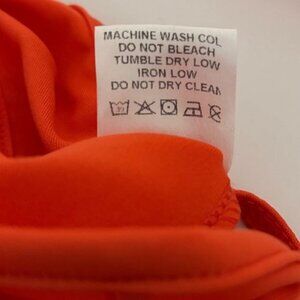 MACHINE WASH COL
DO NOT BLEACH
TUMBLE DRY LOW
IRON LOW
DO NOT DRY CLEAN